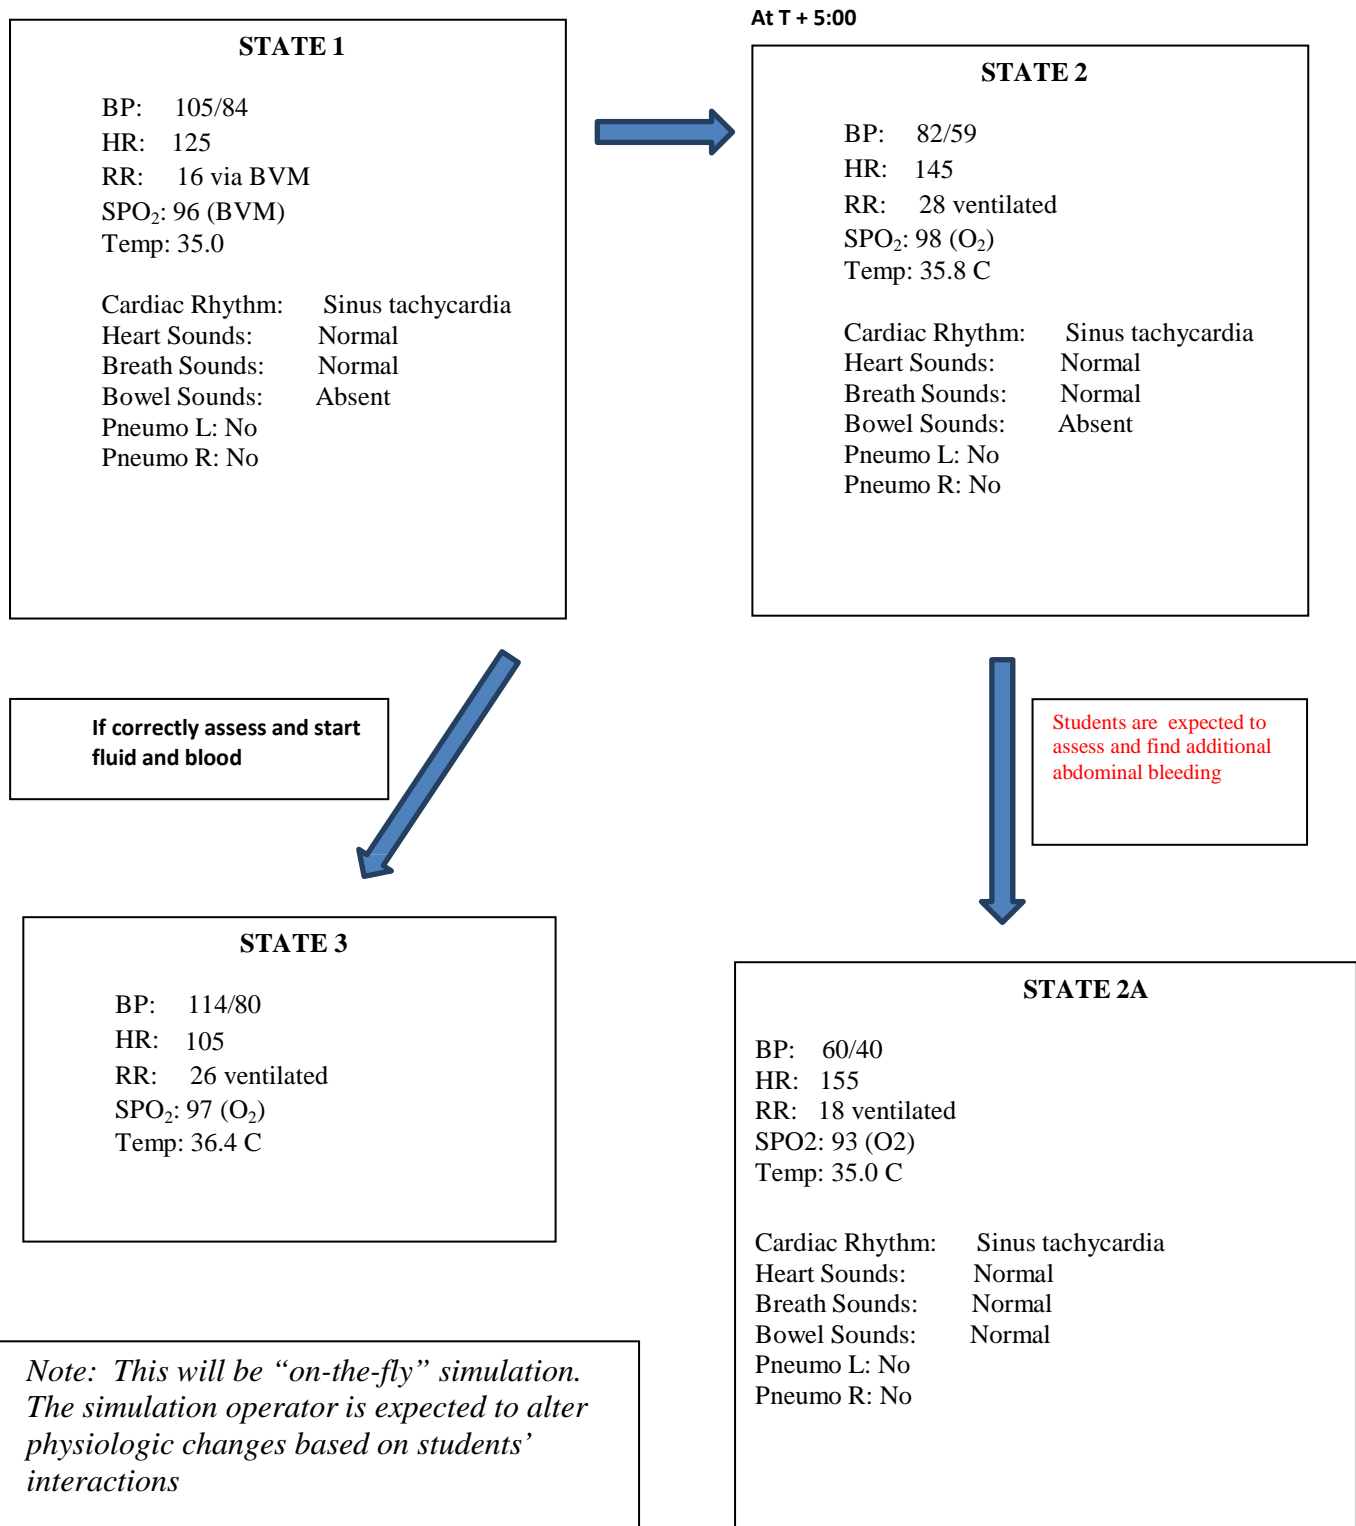 STATE 1
BP: 105/84
HR: 125
RR: 16 via BVM
SPO₂: 96 (BVM)
Temp: 35.0
Cardiac Rhythm: Sinus tachycardia
Heart Sounds: Normal
Breath Sounds: Normal
Bowel Sounds: Absent
Pneumo L: No
Pneumo R: No
At T + 5:00
STATE 2
BP: 82/59
HR: 145
RR: 28 ventilated
SPO₂: 98 (O₂)
Temp: 35.8 C
Cardiac Rhythm: Sinus tachycardia
Heart Sounds: Normal
Breath Sounds: Normal
Bowel Sounds: Absent
Pneumo L: No
Pneumo R: No
If correctly assess and start
fluid and blood
Students are expected to
assess and find additional
abdominal bleeding
STATE 3
BP: 114/80
HR: 105
RR: 26 ventilated
SPO₂: 97 (O₂)
Temp: 36.4 C
STATE 2A
BP: 60/40
HR: 155
RR: 18 ventilated
SPO2: 93 (O2)
Temp: 35.0 C
Cardiac Rhythm: Sinus tachycardia
Heart Sounds: Normal
Breath Sounds: Normal
Bowel Sounds: Normal
Pneumo L: No
Pneumo R: No
Note: This will be “on-the-fly” simulation.
The simulation operator is expected to alter
physiologic changes based on students’
interactions